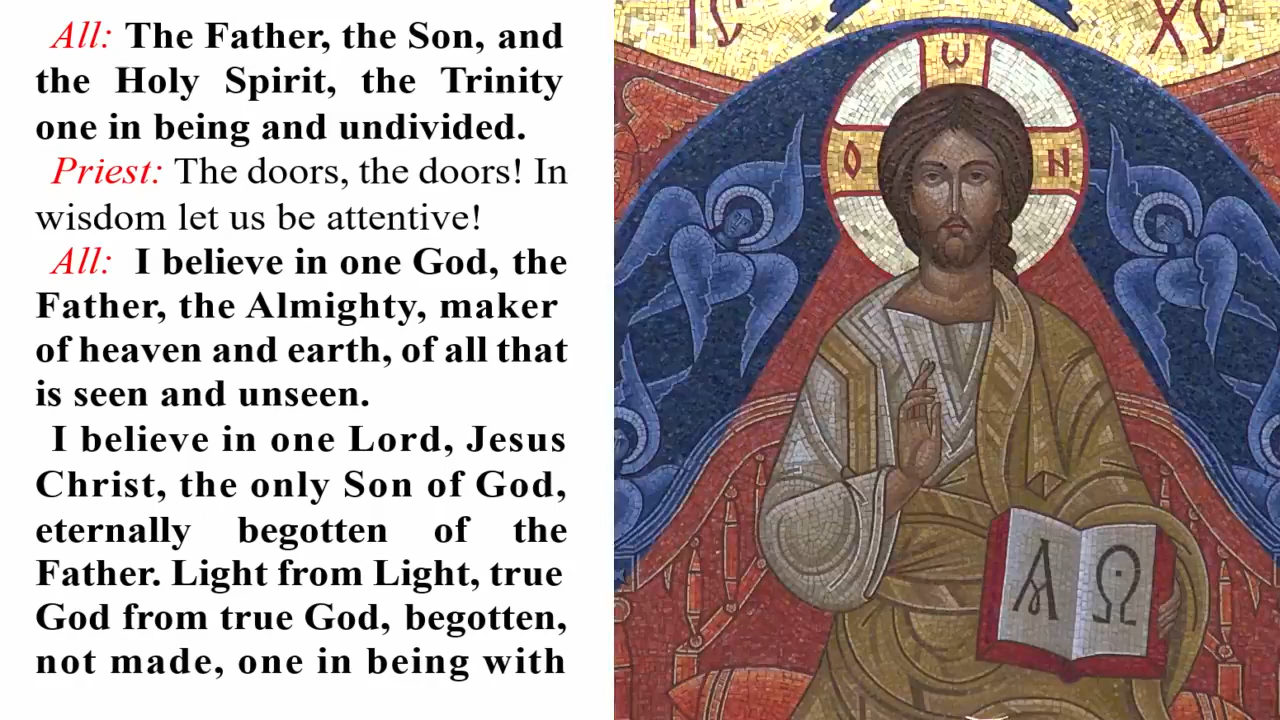 All: The Father, the Son, and
the Holy Spirit, the Trinity
one in being and undivided.
Priest: The doors, the doors! In
wisdom let us be attentive!
All: I believe in one God, the
Father, the Almighty, maker
of heaven and earth, of all that
is seen and unseen.
I believe in one Lord, Jesus
Christ, the only Son of God,
eternally begotten of the
Father. Light from Light, true
God from true God, begotten,
not made, one in being with
IC XC
ω
Ο Ν
Α Ω